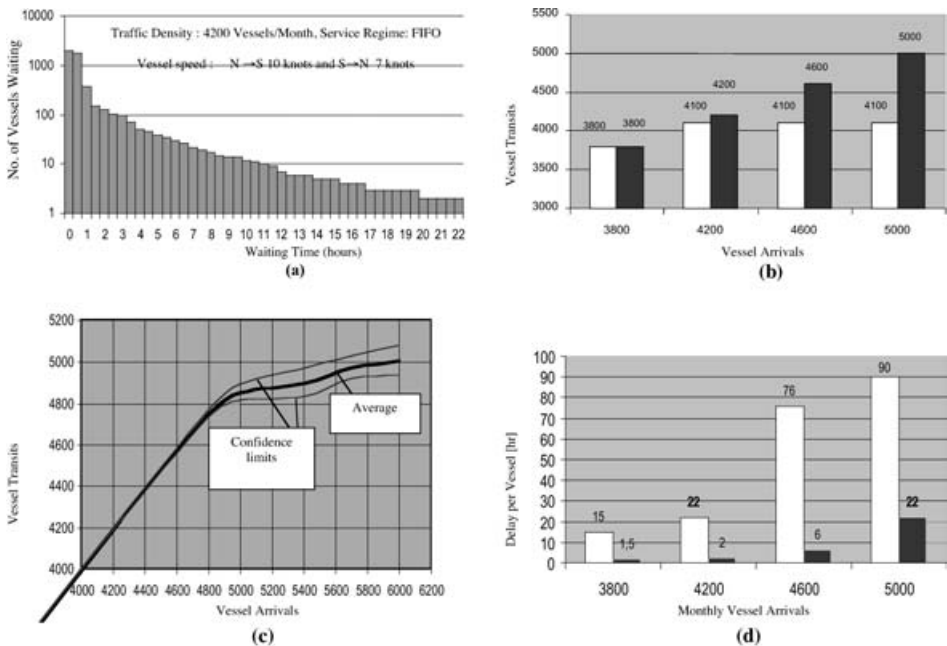 (a)
10000
1000
100
10
1
No. of Vessels Waiting
Traffic Density : 4200 Vessels/Month, Service Regime: FIFO
Vessel speed : N →S 10 knots and S→N 7 knots
0 1 2 3 4 5 6 7 8 9 10 11 12 13 14 15 16 17 18 19 20 21 22
Waiting Time (hours)
(a)
5500
5000
4500
4000
3500
3000
Vessel Transits
3800 3800
4100 4200
4100 4600
4100 5000
3800 4200 4600 5000
Vessel Arrivals
(b)
5200
5000
4800
4600
4400
4200
4000
Vessel Transits
Average
Confidence
limits
4000 4200 4400 4600 4800 5000 5200 5400 5600 5800 6000 6200
Vessel Arrivals
(c)
100
90
80
70
60
50
40
30
20
10
0
Delay per Vessel [hr]
15 1,5
22 2
76 6
90 22
3800 4200 4600 5000
Monthly Vessel Arrivals
(d)